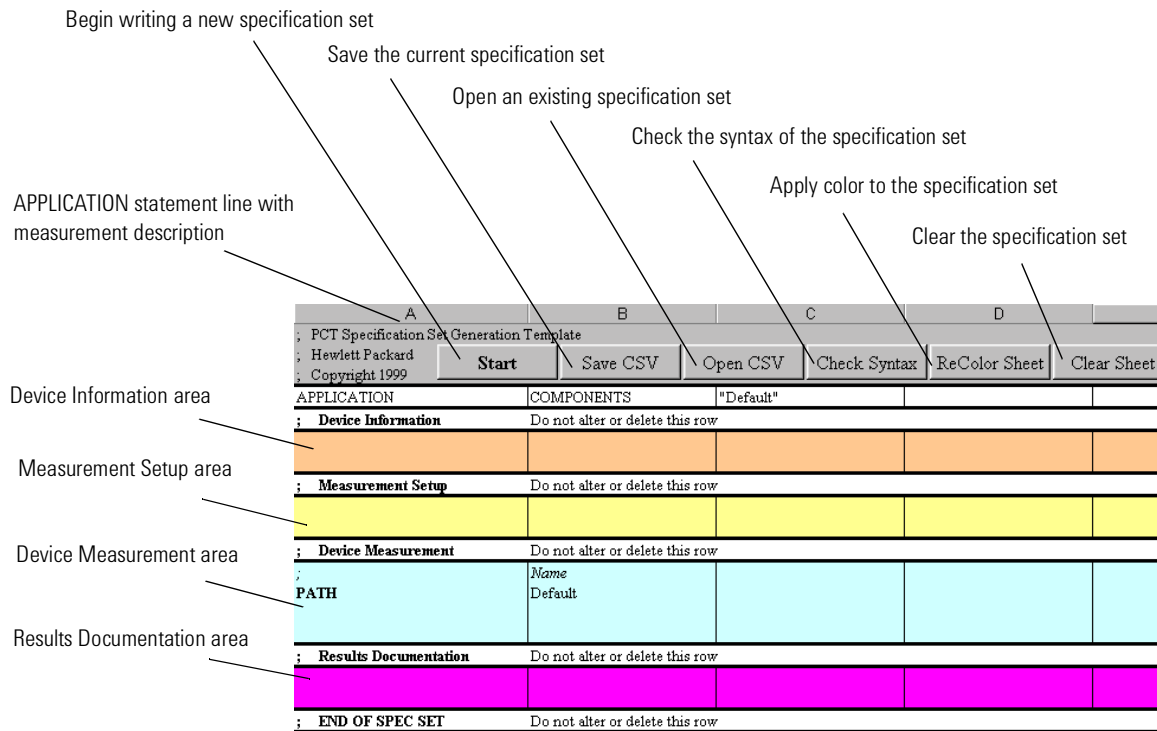 Begin writing a new specification set
Save the current specification set
Open an existing specification set
Check the syntax of the specification set
Apply color to the specification set
APPLICATION statement line with
measurement description
Clear the specification set
A B C D
; PCT Specification Set Generation Template
; Hewlett Packard
; Copyright 1999
Start Save CSV Open CSV Check Syntax ReColor Sheet Clear Sheet
APPLICATION COMPONENTS "Default"
Device Information area
; Device Information Do not alter or delete this row
Measurement Setup area
; Measurement Setup Do not alter or delete this row
Device Measurement area
; Device Measurement Do not alter or delete this row
; Name
PATH Default
Results Documentation area
; Results Documentation Do not alter or delete this row
; END OF SPEC SET Do not alter or delete this row